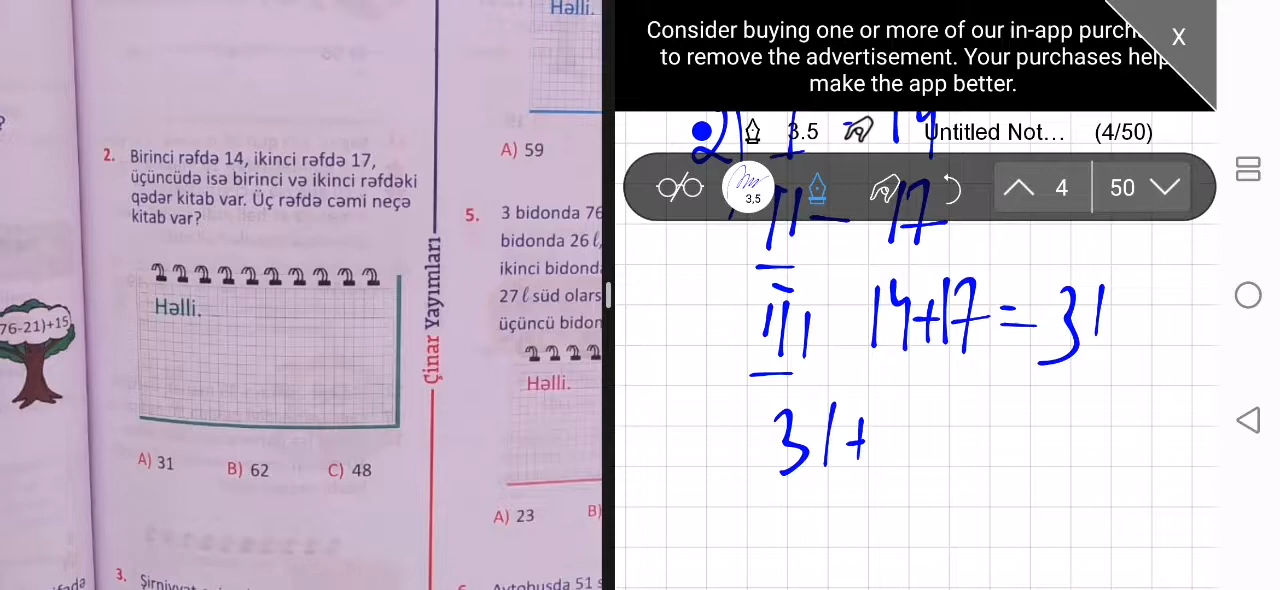 Həlli.
2. Birinci rəfdə 14, ikinci rəfdə 17,
üçüncüdə isə birinci və ikinci rəfdəki
qədər kitab var. Üç rəfdə cəmi neçə
kitab var?
Həlli.
A) 31 B) 62 C) 48
76-21)+15
3. Şirniyyat
Çinar Yayımları
A) 59
5. 3 bidonda 76
bidonda 26 ℓ,
ikinci bidond
27 ℓ süd olars
üçüncü bidon
Həlli.
A) 23 B)
Avtobusda 51 s
Consider buying one or more of our in-app purch
to remove the advertisement. Your purchases help
make the app better.
X
3.5 Untitled Not... (4/50)
3,5 4 50
2) I - 14
II - 17
III 14+17=31
31+